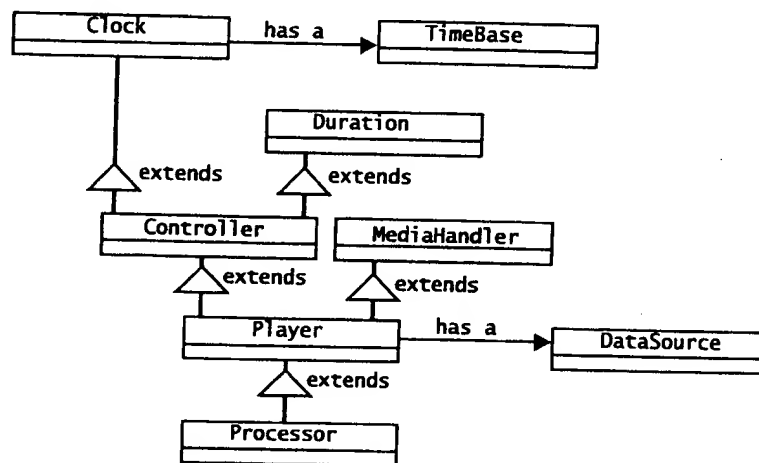 Clock
has a
TimeBase
Duration
extends
extends
Controller
MediaHandler
extends
extends
Player
has a
DataSource
extends
Processor